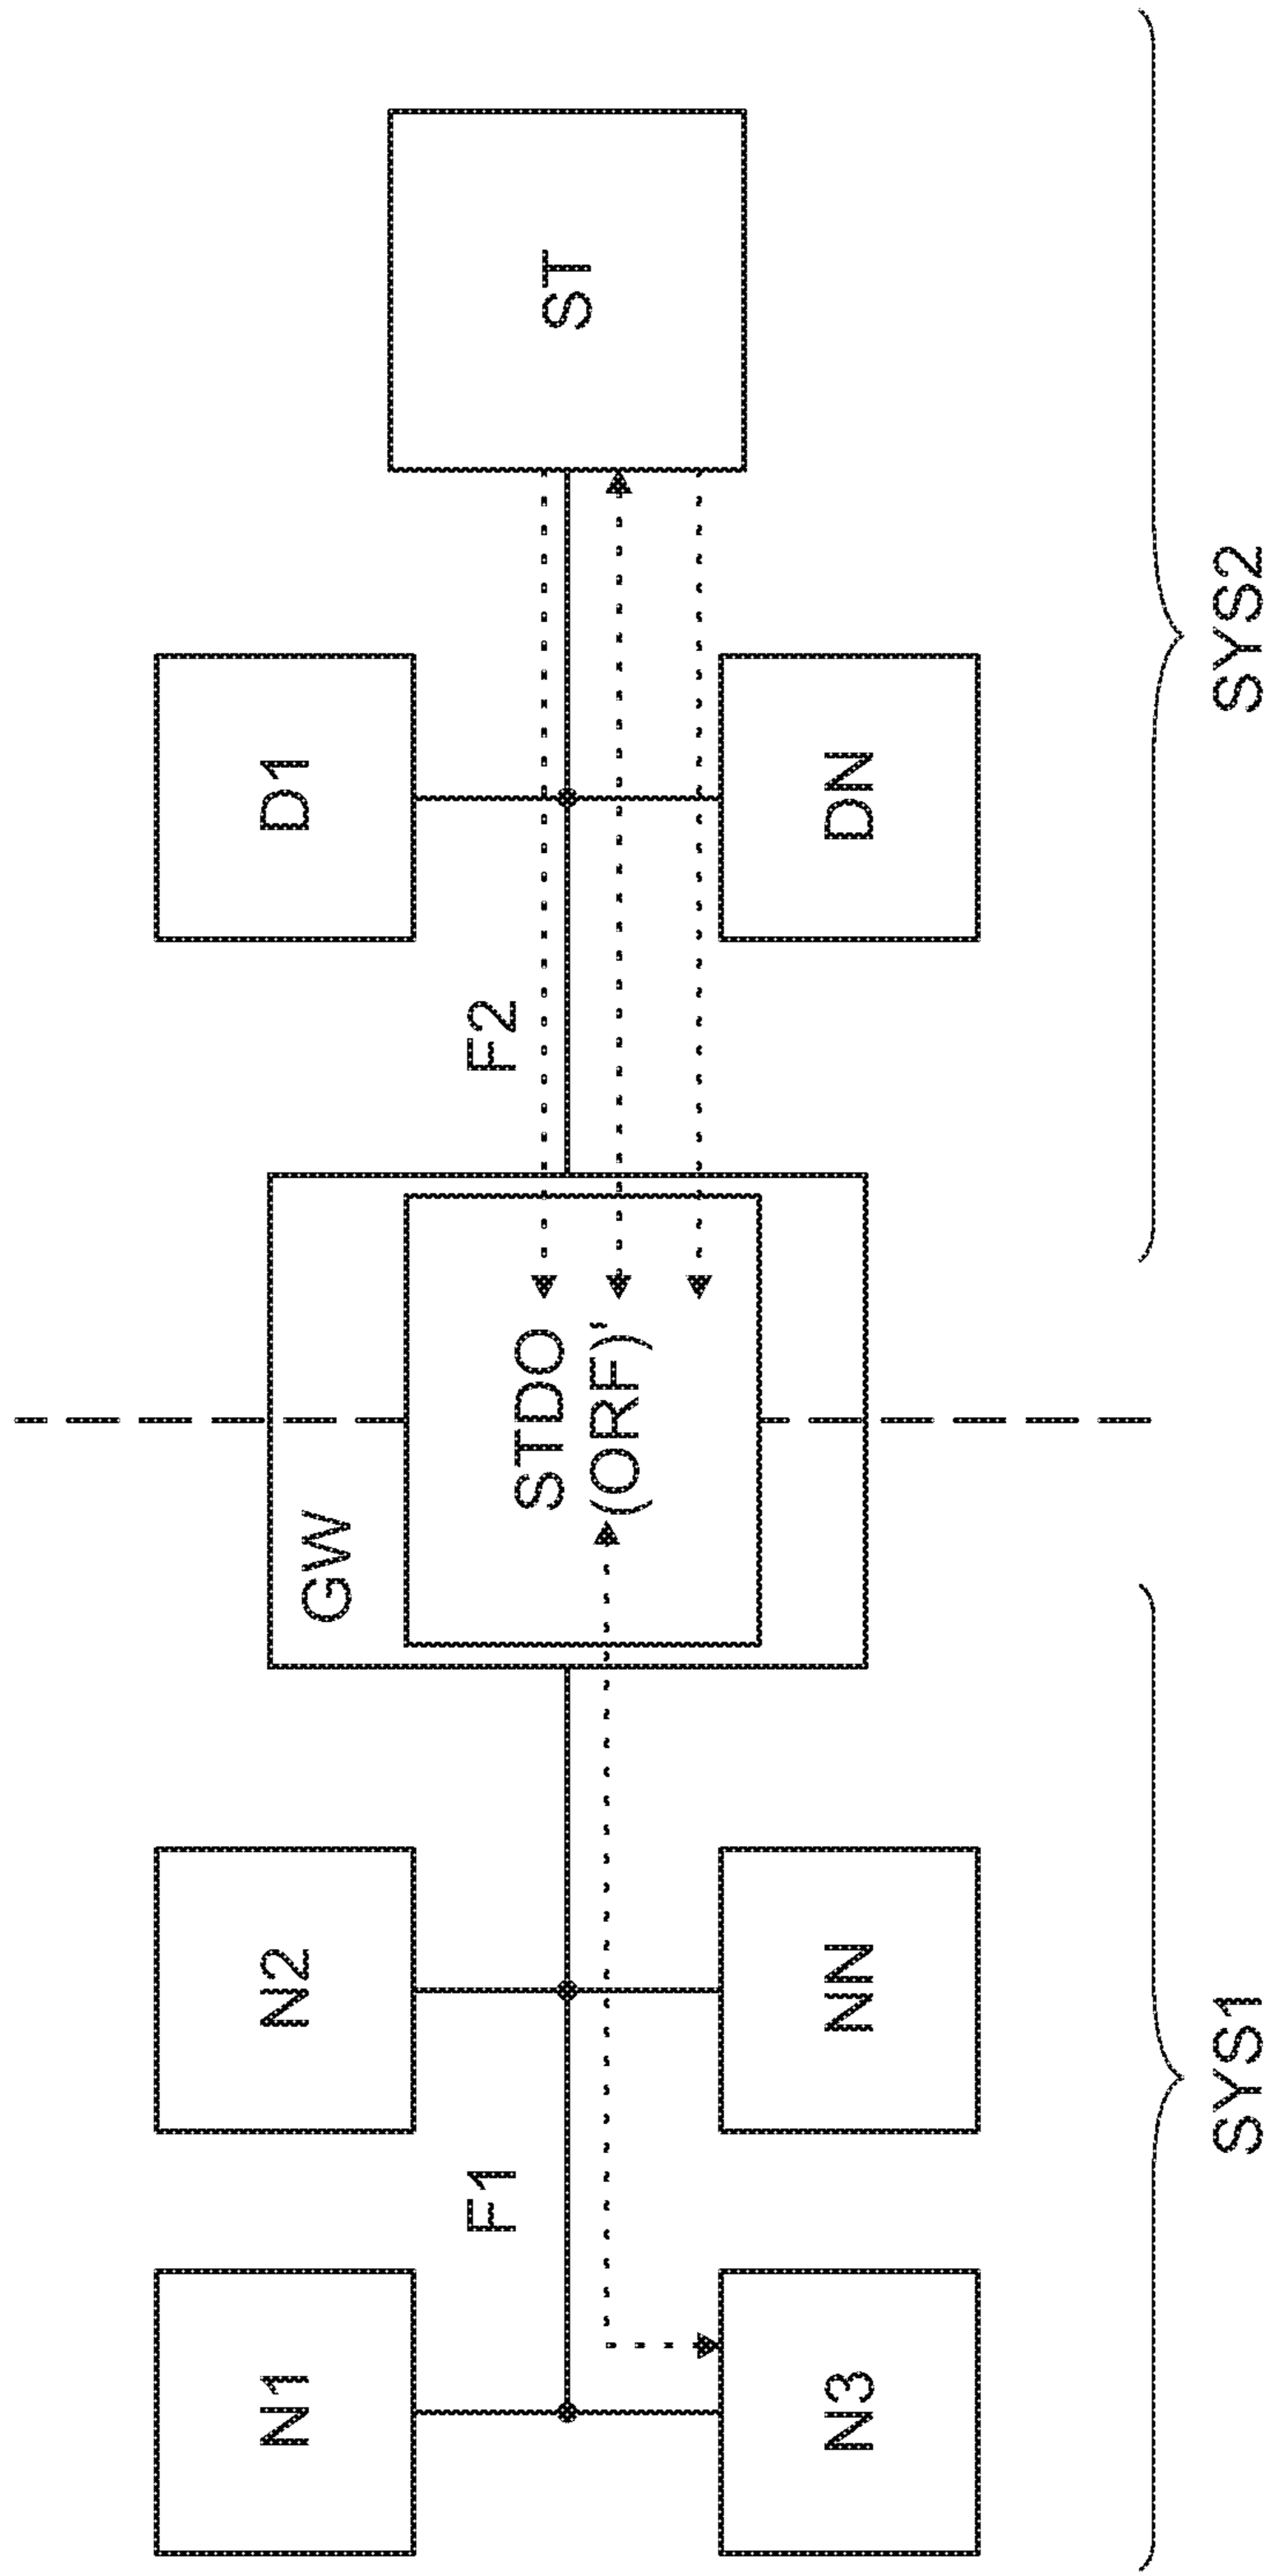 N1
N2
GW
D1
F1
F2
STDO
(ORF)'
ST
N3
NN
DN
SYS1
SYS2